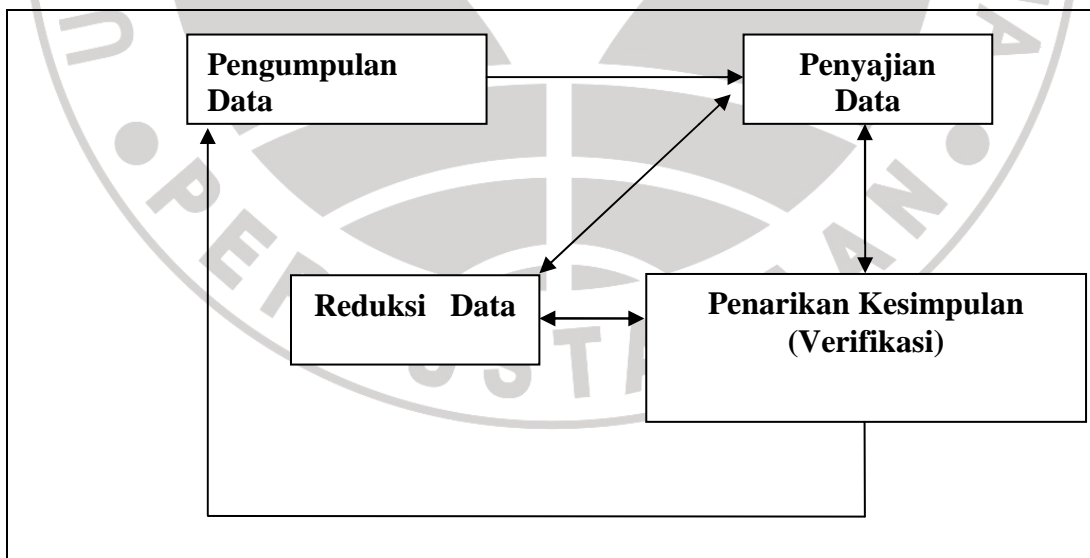 Pengumpulan
Data
Penyajian
Data
Reduksi Data
Penarikan Kesimpulan
(Verifikasi)